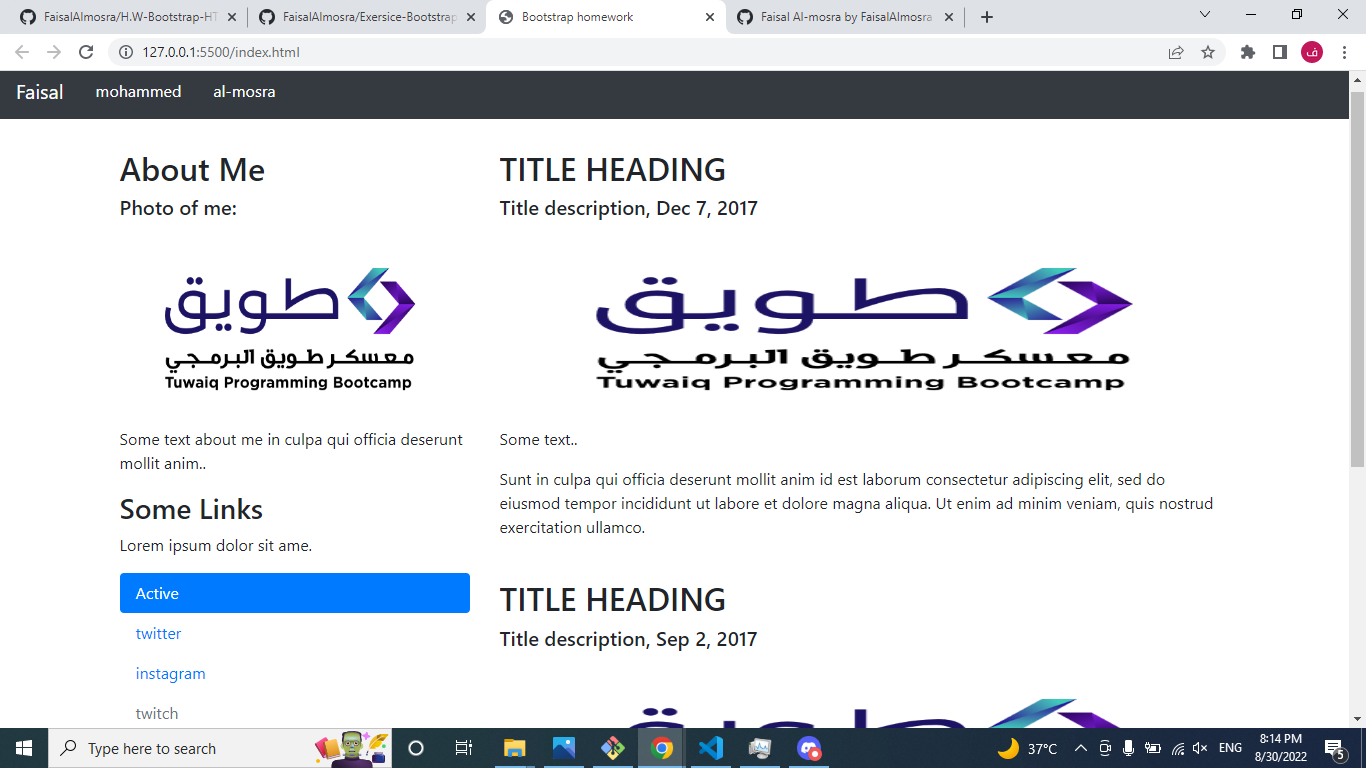 FaisalAlmosra/H.W-Bootstrap-HT
FaisalAlmosra/Exersice-Bootstrap
Bootstrap homework
Faisal Al-mosra by FaisalAlmosra
127.0.0.1:5500/index.html
ف
Faisal mohammed al-mosra
About Me
Photo of me:
طويق
معسكر طويق البرمجي
Tuwaiq Programming Bootcamp
Some text about me in culpa qui officia deserunt
mollit anim..
Some Links
Lorem ipsum dolor sit ame.
Active
twitter
instagram
twitch
TITLE HEADING
Title description, Dec 7, 2017
طويق
معسكر طويق البرمجي
Tuwaiq Programming Bootcamp
Some text..
Sunt in culpa qui officia deserunt mollit anim id est laborum consectetur adipiscing elit, sed do
eiusmod tempor incididunt ut labore et dolore magna aliqua. Ut enim ad minim veniam, quis nostrud
exercitation ullamco.
TITLE HEADING
Title description, Sep 2, 2017
Type here to search
37°C
ENG
8:14 PM
8/30/2022
5